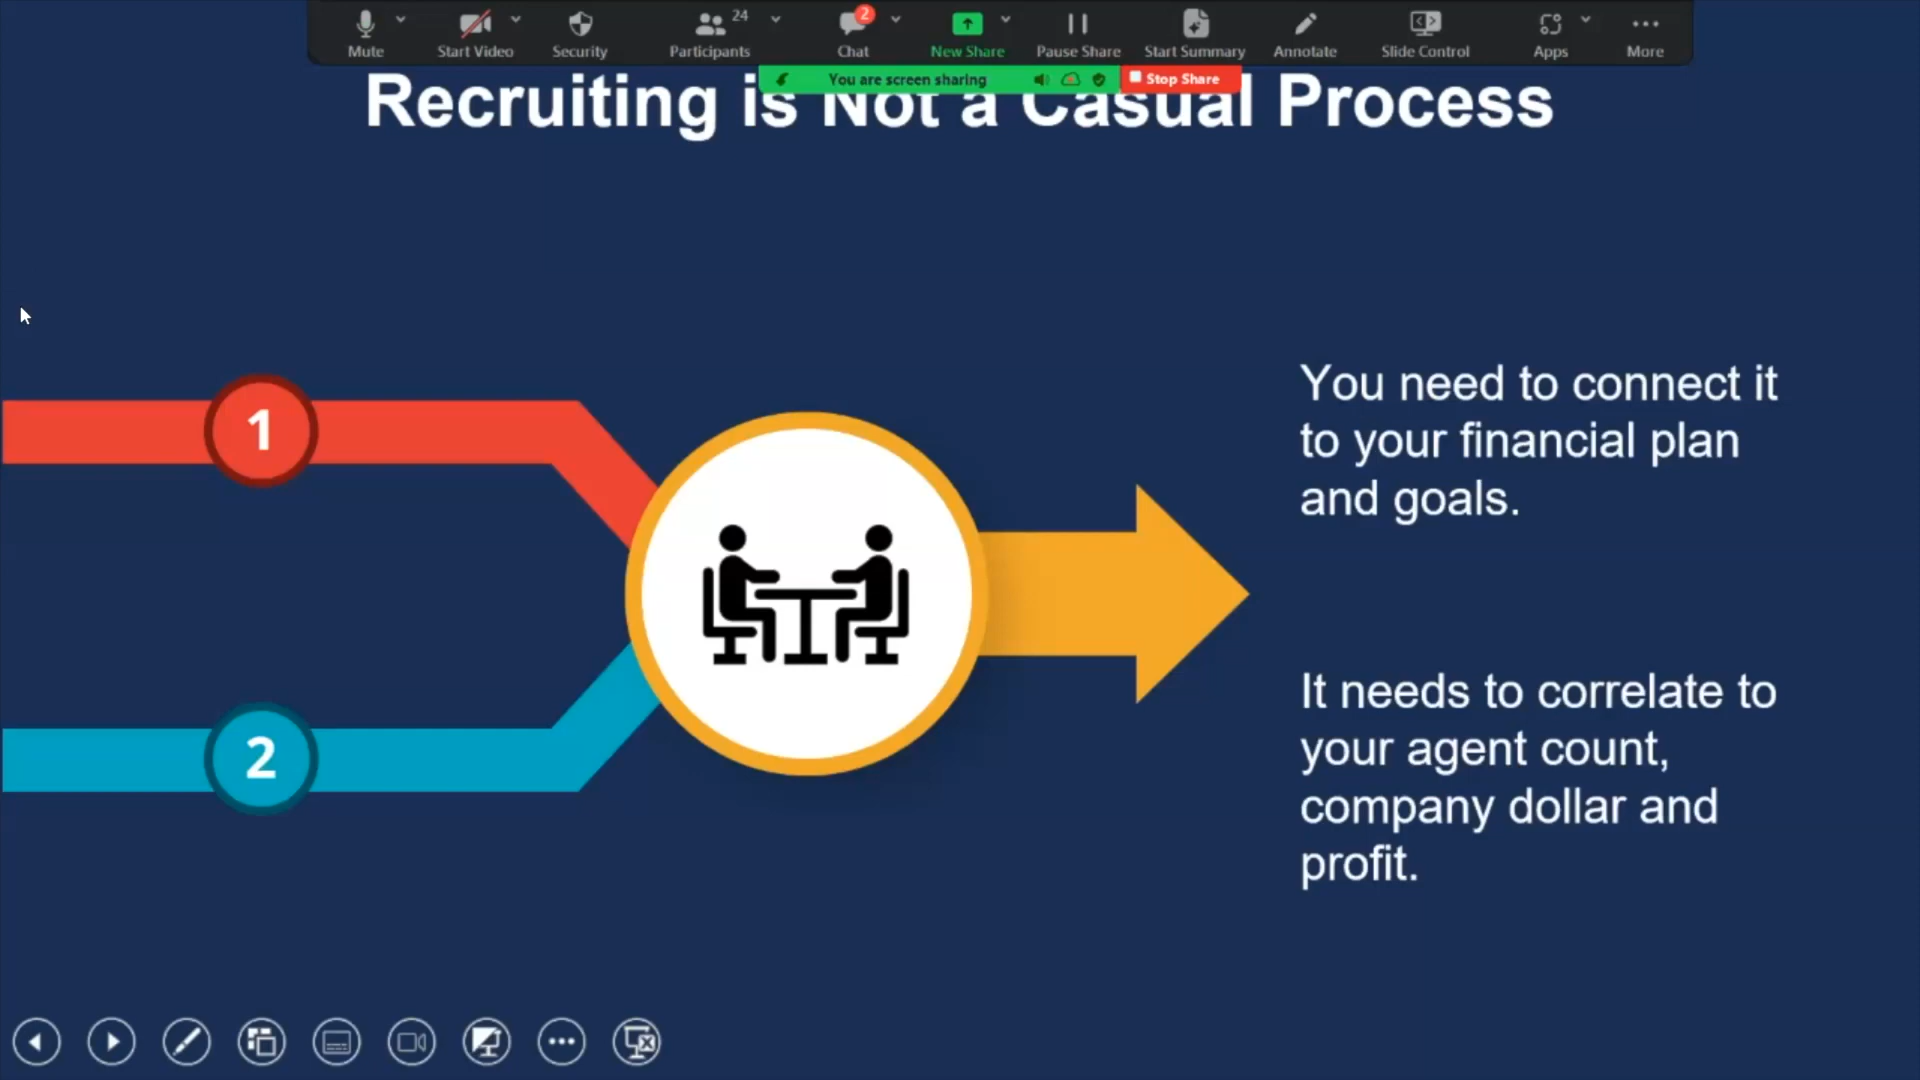 Mute
Start Video
Security
Participants
24
Chat
2
New Share
Pause Share
Start Summary
Annotate
Slide Control
Apps
More
You are screen sharing
Stop Share
Recruiting is Not a Casual Process
1
2
You need to connect it
to your financial plan
and goals.
It needs to correlate to
your agent count,
company dollar and
profit.